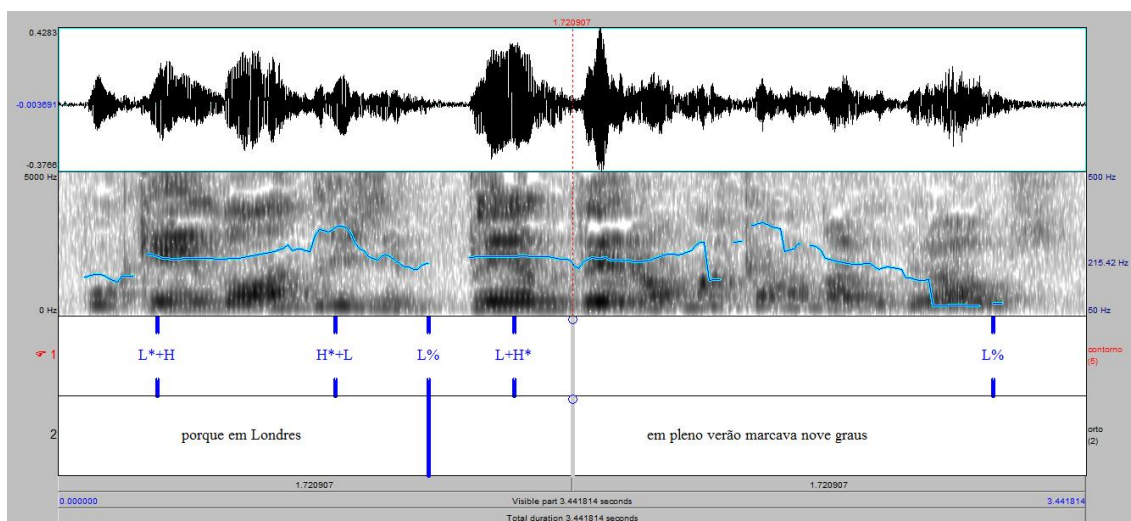 1.720907
0.4283
-0.003691
-0.3766
5000 Hz 500 Hz
215.42 Hz
0 Hz 50 Hz
1 L*+H H*+L L% L+H* L% contorno (5)
2 porque em Londres em pleno verão marcava nove graus orto (2)
1.720907 1.720907
0.000000 Visible part 3.441814 seconds 3.441814
Total duration 3.441814 seconds